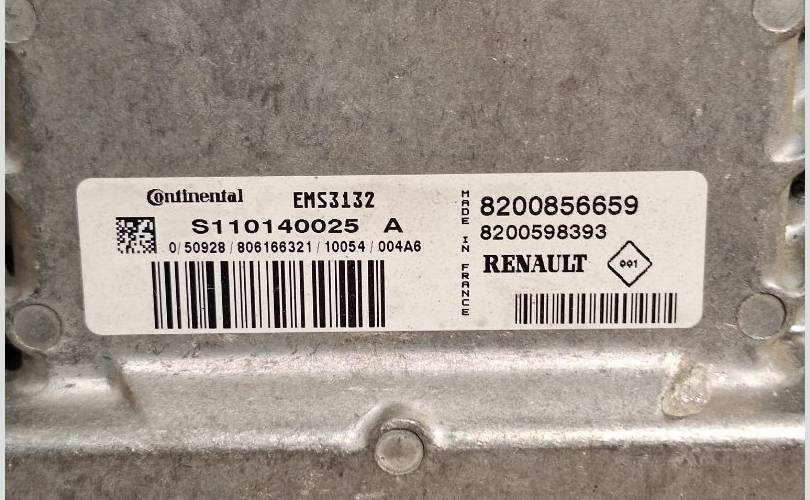 Continental EMS3132
S110140025 A
0/50928/806166321/10054/004A6
MADE IN FRANCE
8200856659
8200598393
RENAULT 001